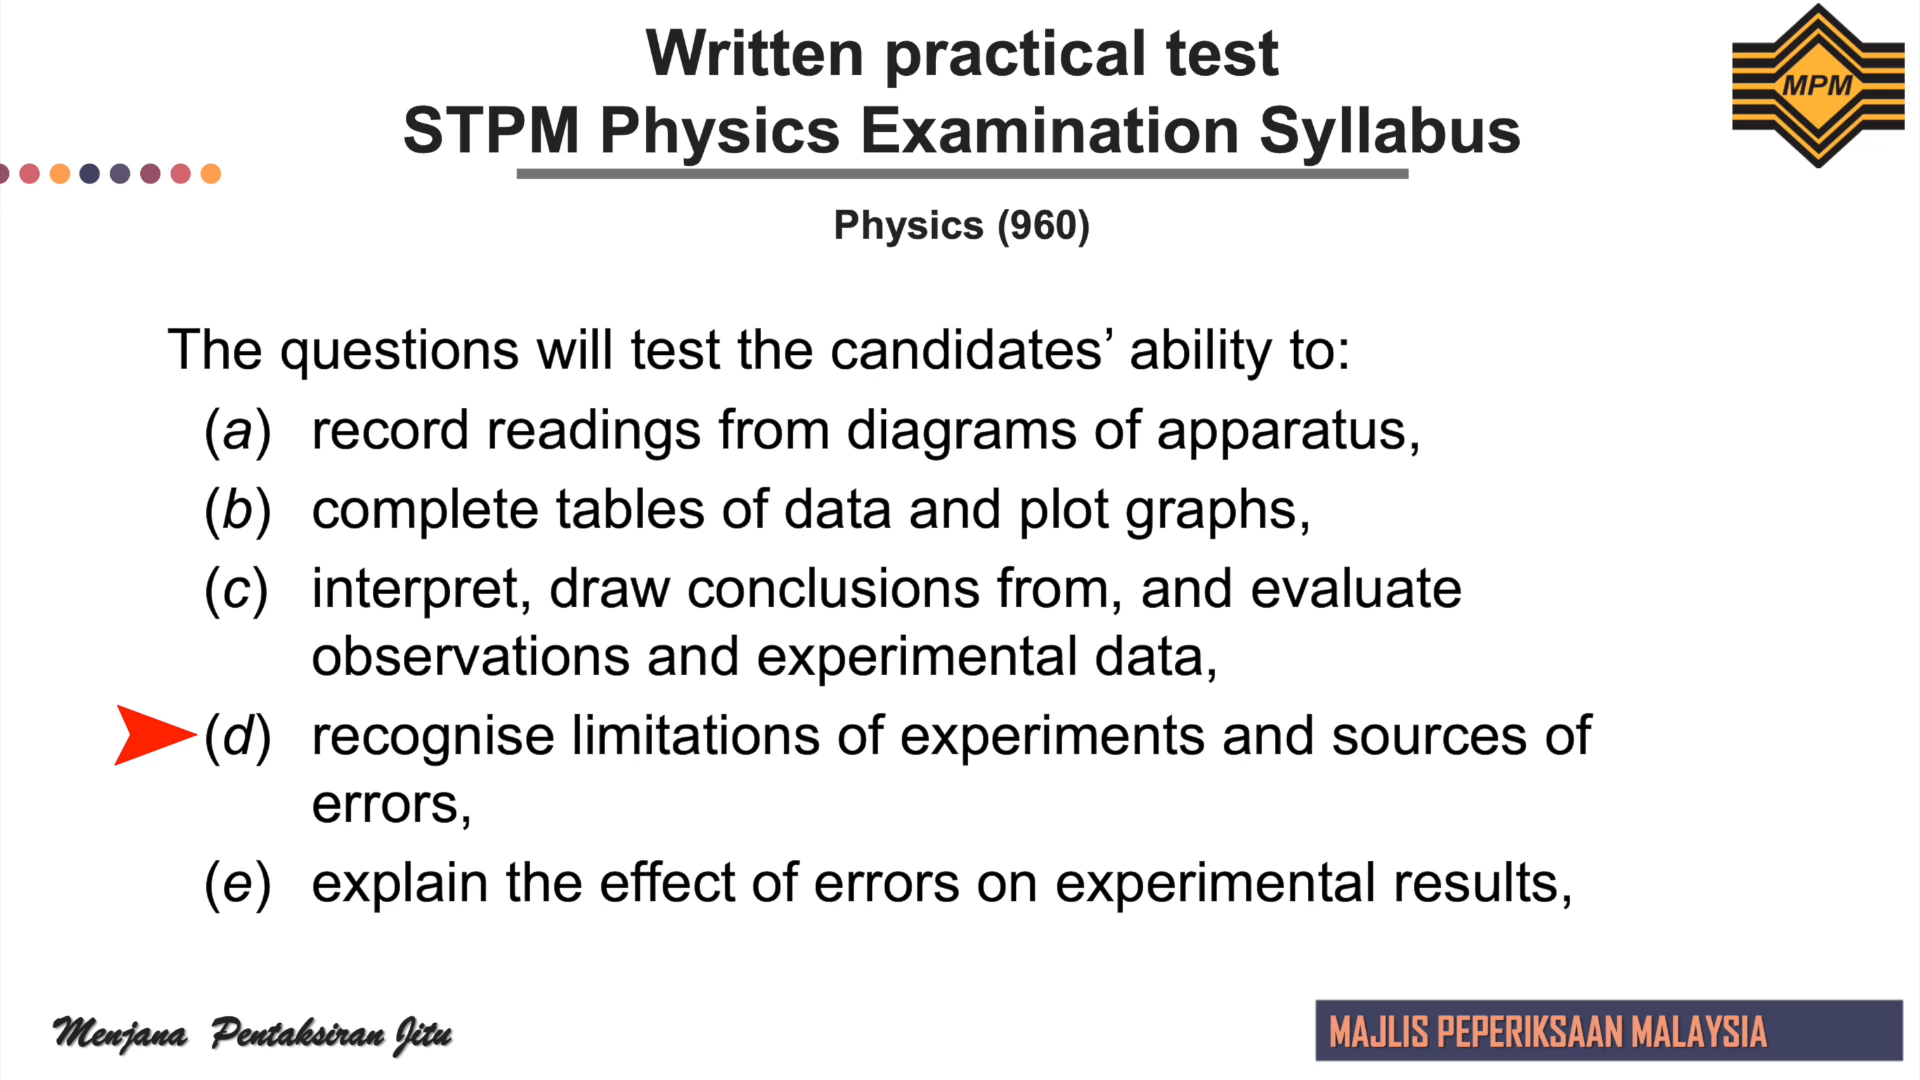 Written practical test
STPM Physics Examination Syllabus
MPM
Physics (960)
The questions will test the candidates’ ability to:
(a) record readings from diagrams of apparatus,
(b) complete tables of data and plot graphs,
(c) interpret, draw conclusions from, and evaluate
observations and experimental data,
(d) recognise limitations of experiments and sources of
errors,
(e) explain the effect of errors on experimental results,
Menjana Pentaksiran Jitu
MAJLIS PEPERIKSAAN MALAYSIA